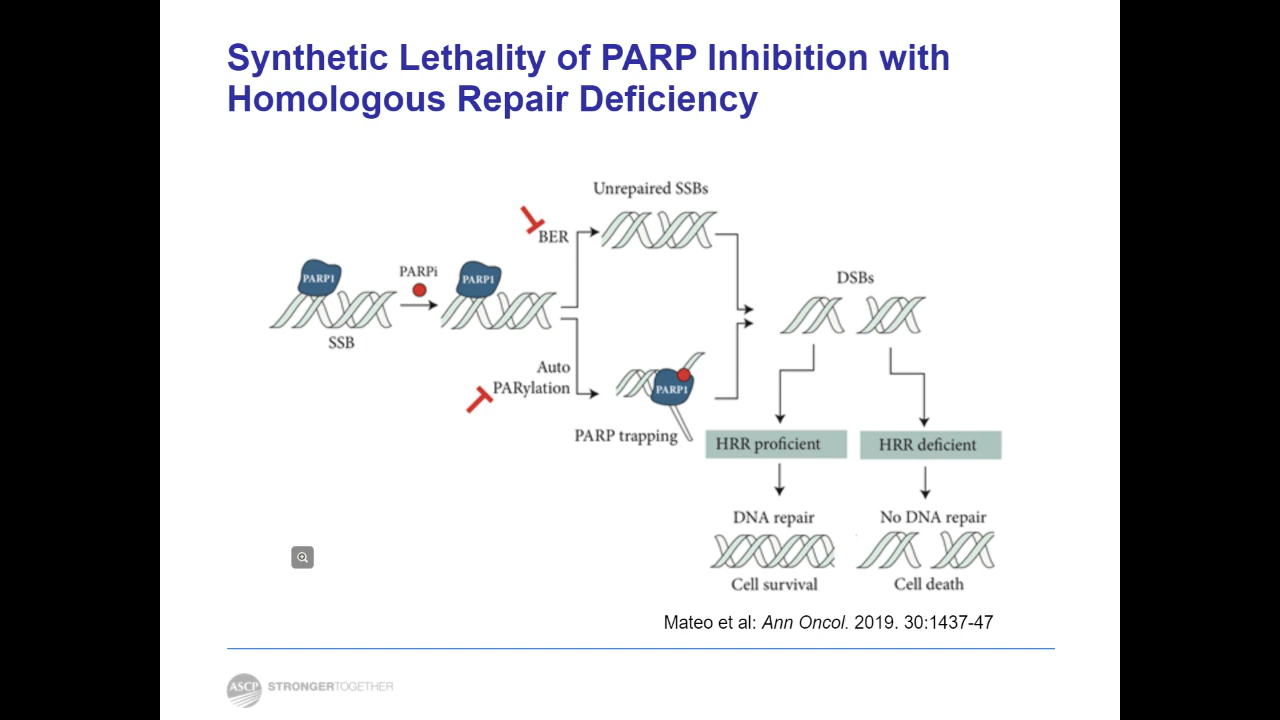 Synthetic Lethality of PARP Inhibition with
Homologous Repair Deficiency
Unrepaired SSBs
BER
PARP1
PARPi
PARP1
SSB
DSBs
Auto
PARylation
PARP1
PARP trapping
HRR proficient
HRR deficient
DNA repair
No DNA repair
Cell survival
Cell death
Mateo et al: Ann Oncol. 2019. 30:1437-47
ASCP STRONGERTOGETHER